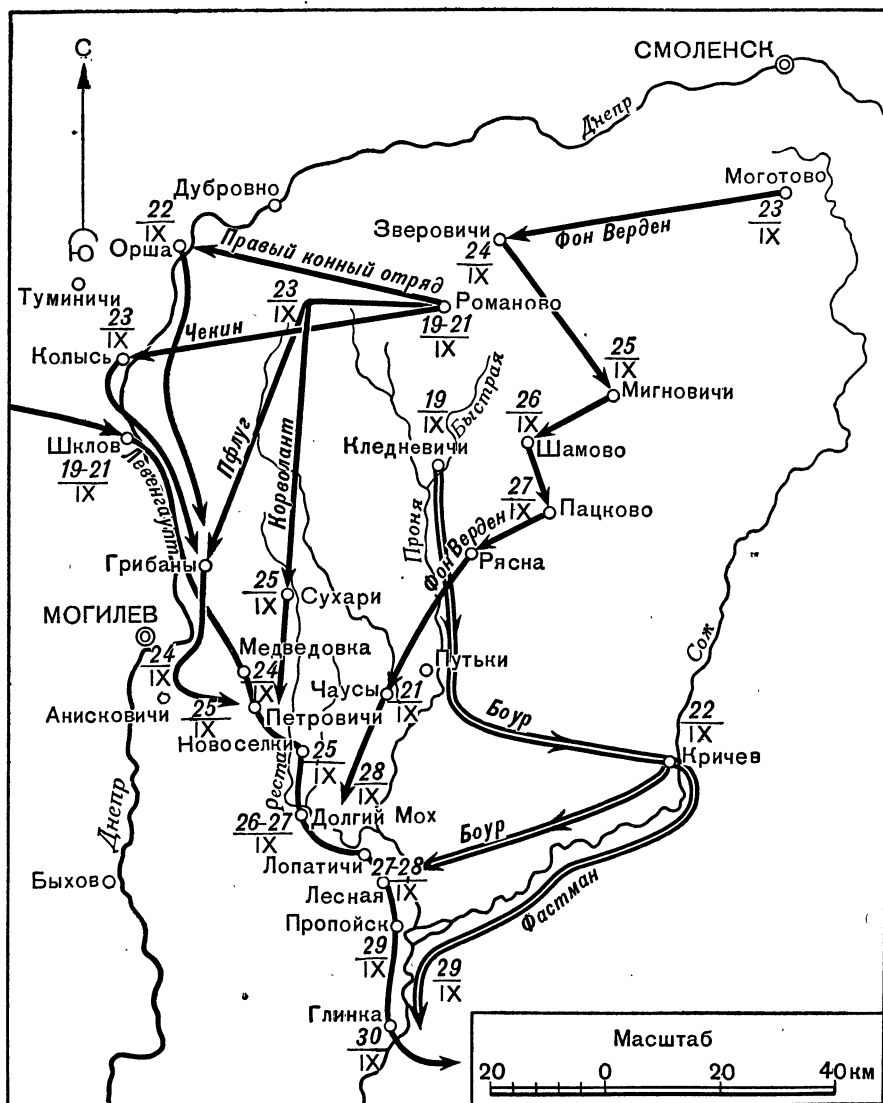 С
СМОЛЕНСК
Днепр
Моготово
23
IX
Дубровно
22
IX
Орша
Зверовичи
24
IX
Фон Верден
Правый конный отряд
Ю
Туминичи
23
IX
Романово
19-21
IX
23
IX
Чекин
Колысь
25
IX
Мигновичи
19
IX
Быстрая
26
IX
Шамово
Кледневичи
Шклов
19-21
IX
Левенгаупт
Пфлуг
Корволант
27
IX
Пацково
Проня
Фон Верден
Рясна
Грибаны
25
IX
Сухари
МОГИЛЕВ
Сож
Медведовка
24
IX
24
IX
Путьки
Чаусы
21
IX
Анисковичи
25
IX
Петровичи
Новоселки
25
IX
Боур
22
IX
Кричев
Реста
28
IX
Долгий Мох
26-27
IX
Боур
Днепр
Лопатичи
27-28
IX
Быхов
Лесная
Фастман
Пропойск
29
IX
29
IX
Глинка
30
IX
Масштаб
20 0 20 40 км